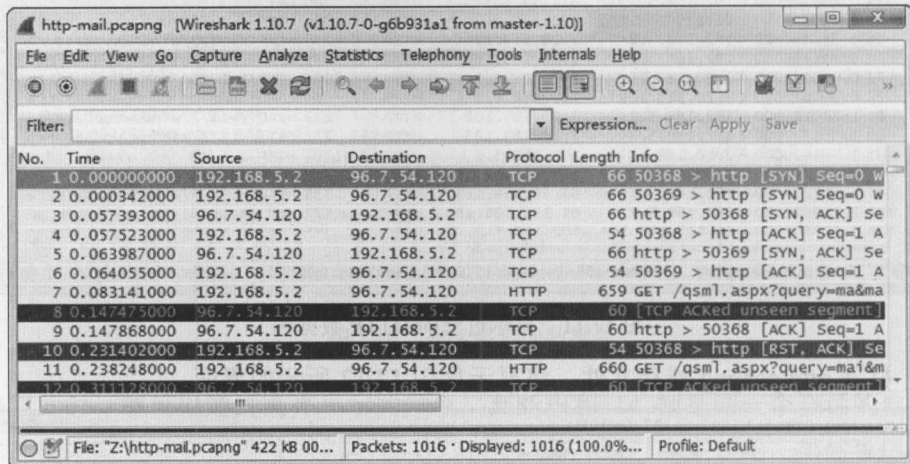 http-mail.pcapng [Wireshark 1.10.7 (v1.10.7-0-g6b931a1 from master-1.10)]
File Edit View Go Capture Analyze Statistics Telephony Tools Internals Help
Filter: Expression... Clear Apply Save
No. Time Source Destination Protocol Length Info
1 0.000000000 192.168.5.2 96.7.54.120 TCP 66 50368 > http [SYN] Seq=0 W
2 0.000342000 192.168.5.2 96.7.54.120 TCP 66 50369 > http [SYN] Seq=0 W
3 0.057393000 96.7.54.120 192.168.5.2 TCP 66 http > 50368 [SYN, ACK] Se
4 0.057523000 192.168.5.2 96.7.54.120 TCP 54 50368 > http [ACK] Seq=1 A
5 0.063987000 96.7.54.120 192.168.5.2 TCP 66 http > 50369 [SYN, ACK] Se
6 0.064055000 192.168.5.2 96.7.54.120 TCP 54 50369 > http [ACK] Seq=1 A
7 0.083141000 192.168.5.2 96.7.54.120 HTTP 659 GET /qsml.aspx?query=ma&ma
8 0.147475000 96.7.54.120 192.168.5.2 TCP 60 [TCP ACKed unseen segment]
9 0.147868000 96.7.54.120 192.168.5.2 TCP 60 http > 50368 [ACK] Seq=1 A
10 0.231402000 192.168.5.2 96.7.54.120 TCP 54 50368 > http [RST, ACK] Se
11 0.238248000 192.168.5.2 96.7.54.120 HTTP 660 GET /qsml.aspx?query=mai&m
12 0.311128000 96.7.54.120 192.168.5.2 TCP 60 [TCP ACKed unseen segment]
File: "Z:\http-mail.pcapng" 422 kB 00... Packets: 1016 · Displayed: 1016 (100.0%... Profile: Default